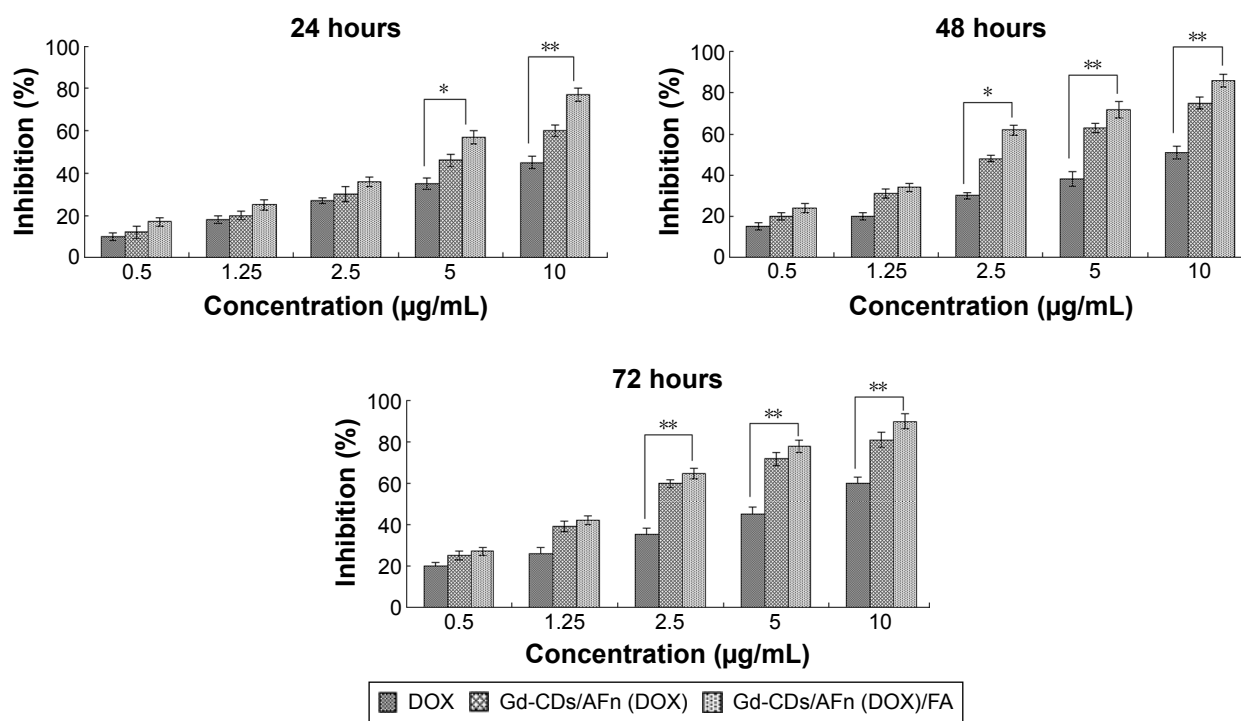 24 hours
Inhibition (%)
100
80
60
40
20
0
*
**
0.5 1.25 2.5 5 10
Concentration (µg/mL)
48 hours
Inhibition (%)
100
80
60
40
20
0
*
**
**
0.5 1.25 2.5 5 10
Concentration (µg/mL)
72 hours
Inhibition (%)
100
80
60
40
20
0
**
**
**
0.5 1.25 2.5 5 10
Concentration (µg/mL)
DOX Gd-CDs/AFn (DOX) Gd-CDs/AFn (DOX)/FA